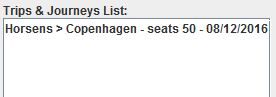 Trips & Journeys List:
Horsens > Copenhagen - seats 50 - 08/12/2016